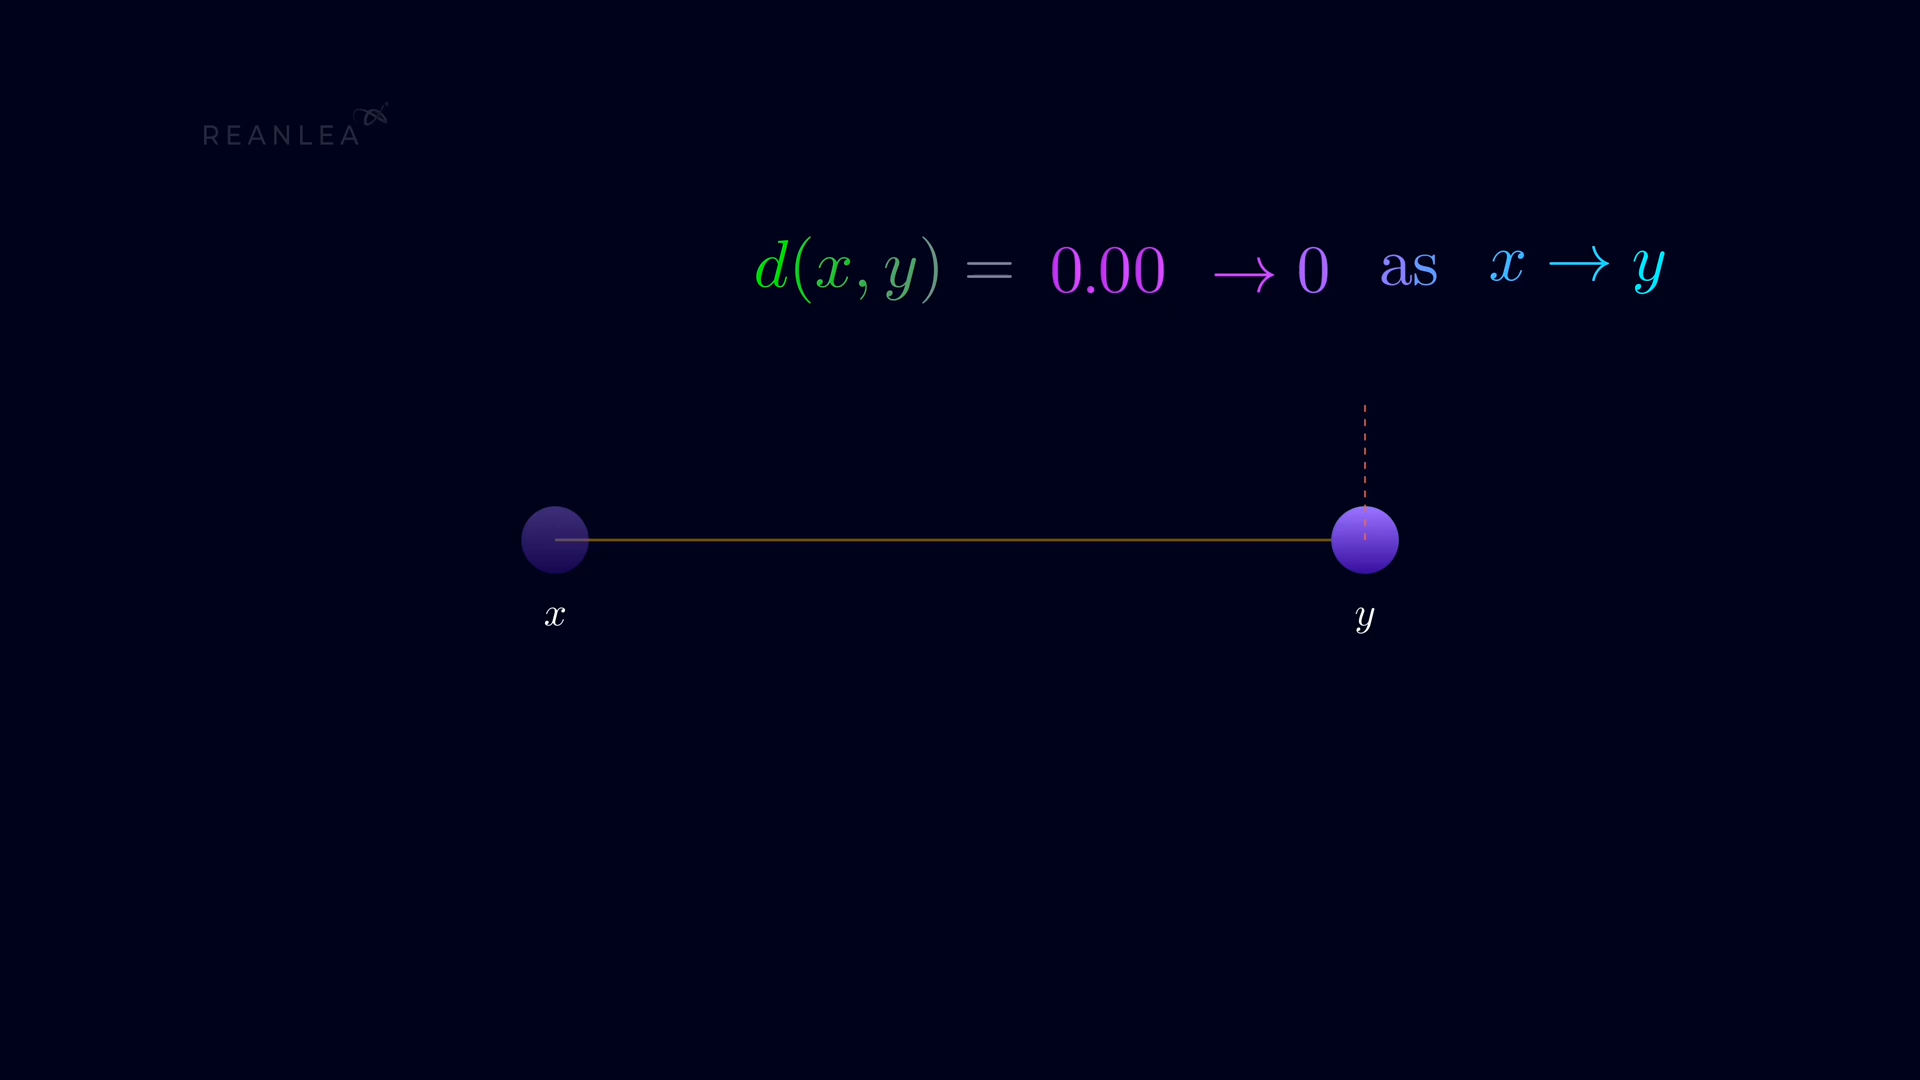 REANLEA
d(x, y) = 0.00 → 0 as x → y
x y